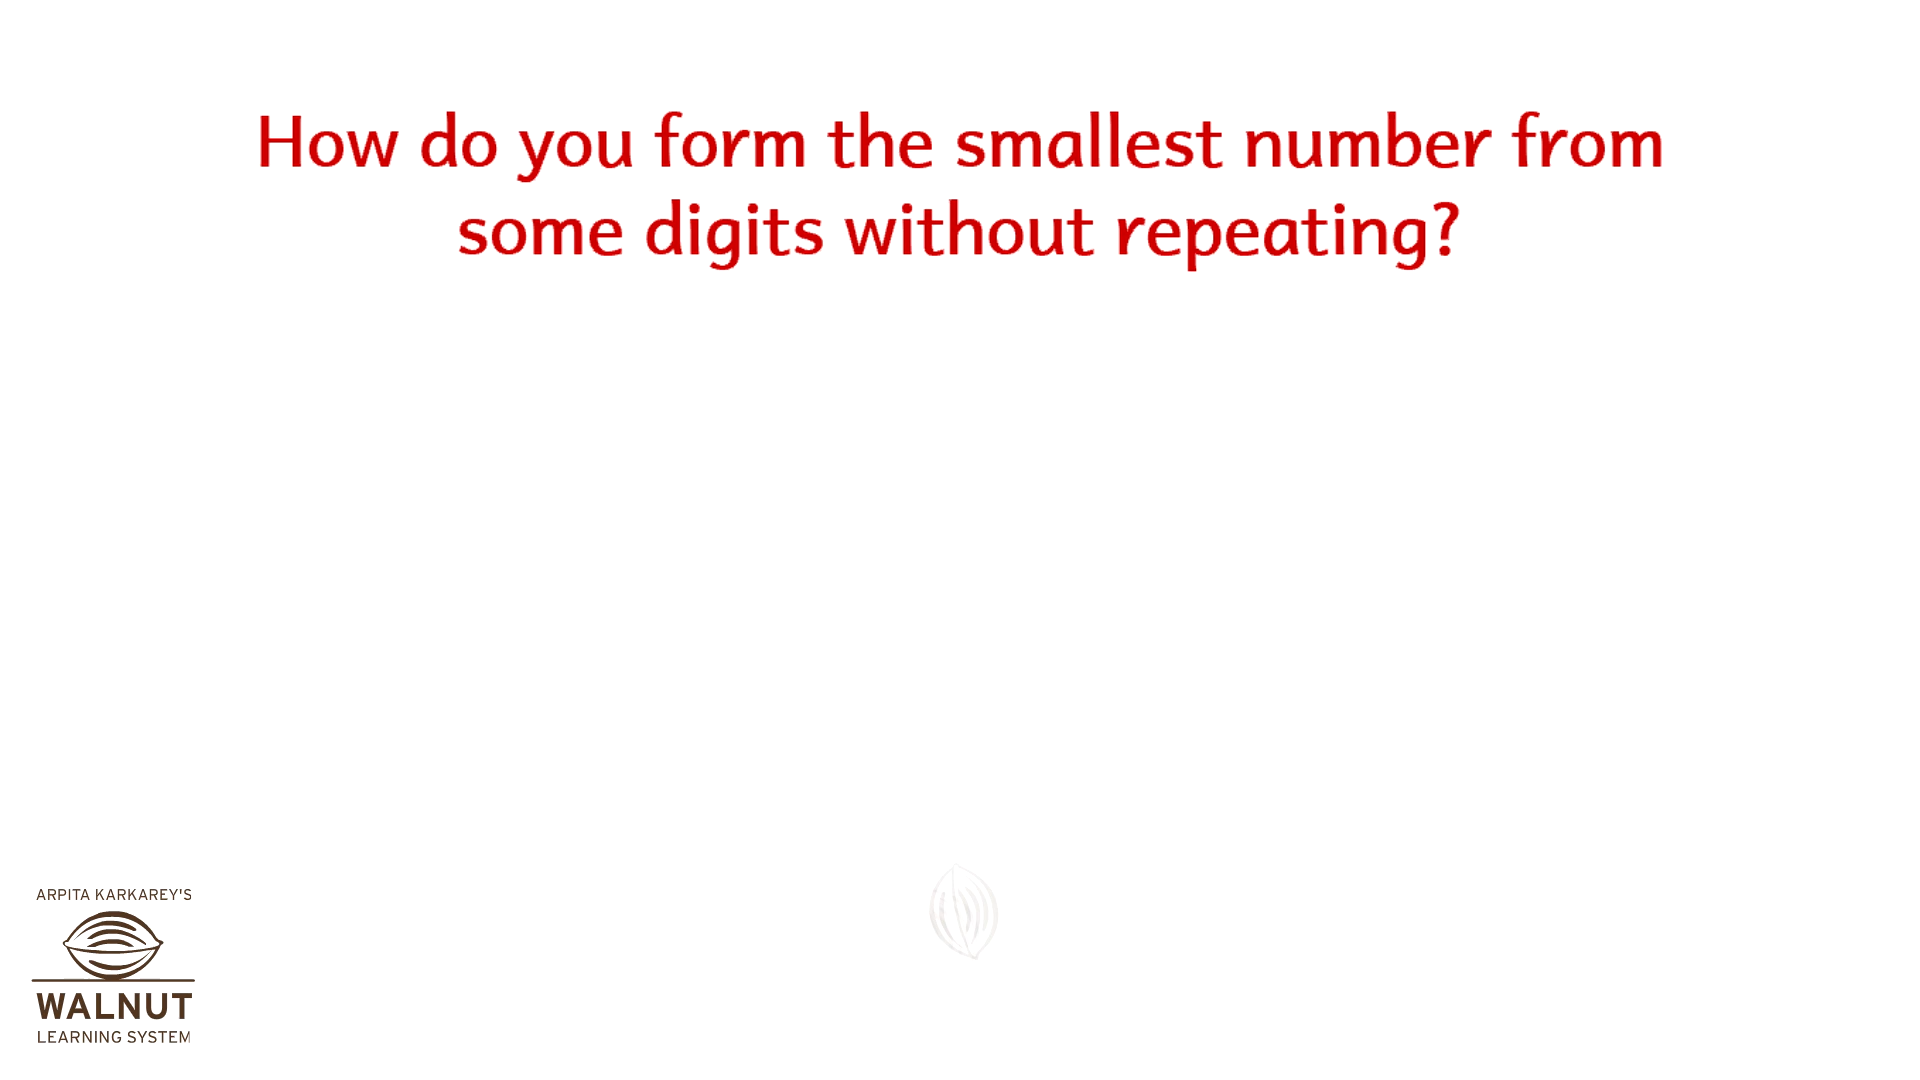 How do you form the smallest number from
some digits without repeating?
ARPITA KARKAREY'S
WALNUT
LEARNING SYSTEM